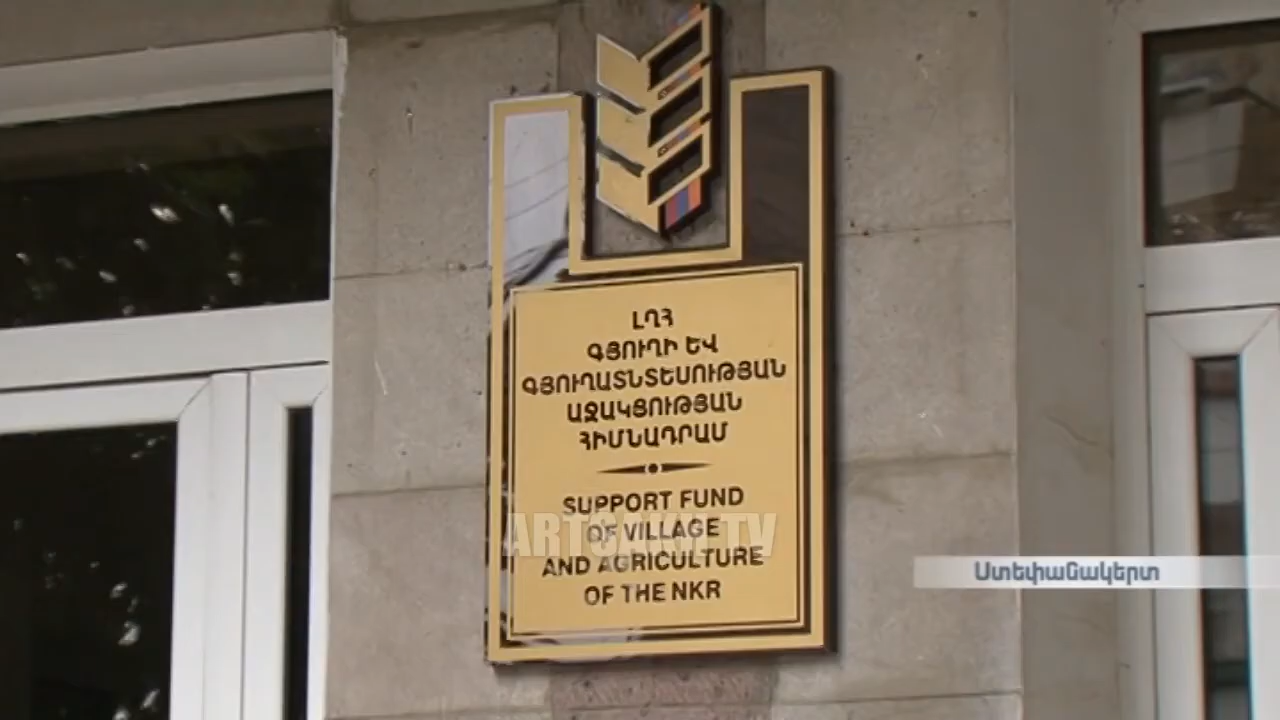 ԼՂՀ
ԳՅՈՒՂԻ ԵՎ
ԳՅՈՒՂԱՏՆՏԵՍՈՒԹՅԱՆ
ԱՋԱԿՑՈՒԹՅԱՆ
ՀԻՄՆԱԴՐԱՄ
SUPPORT FUND
OF VILLAGE
AND AGRICULTURE
OF THE NKR
ARTSAKH TV
Ստեփանակերտ